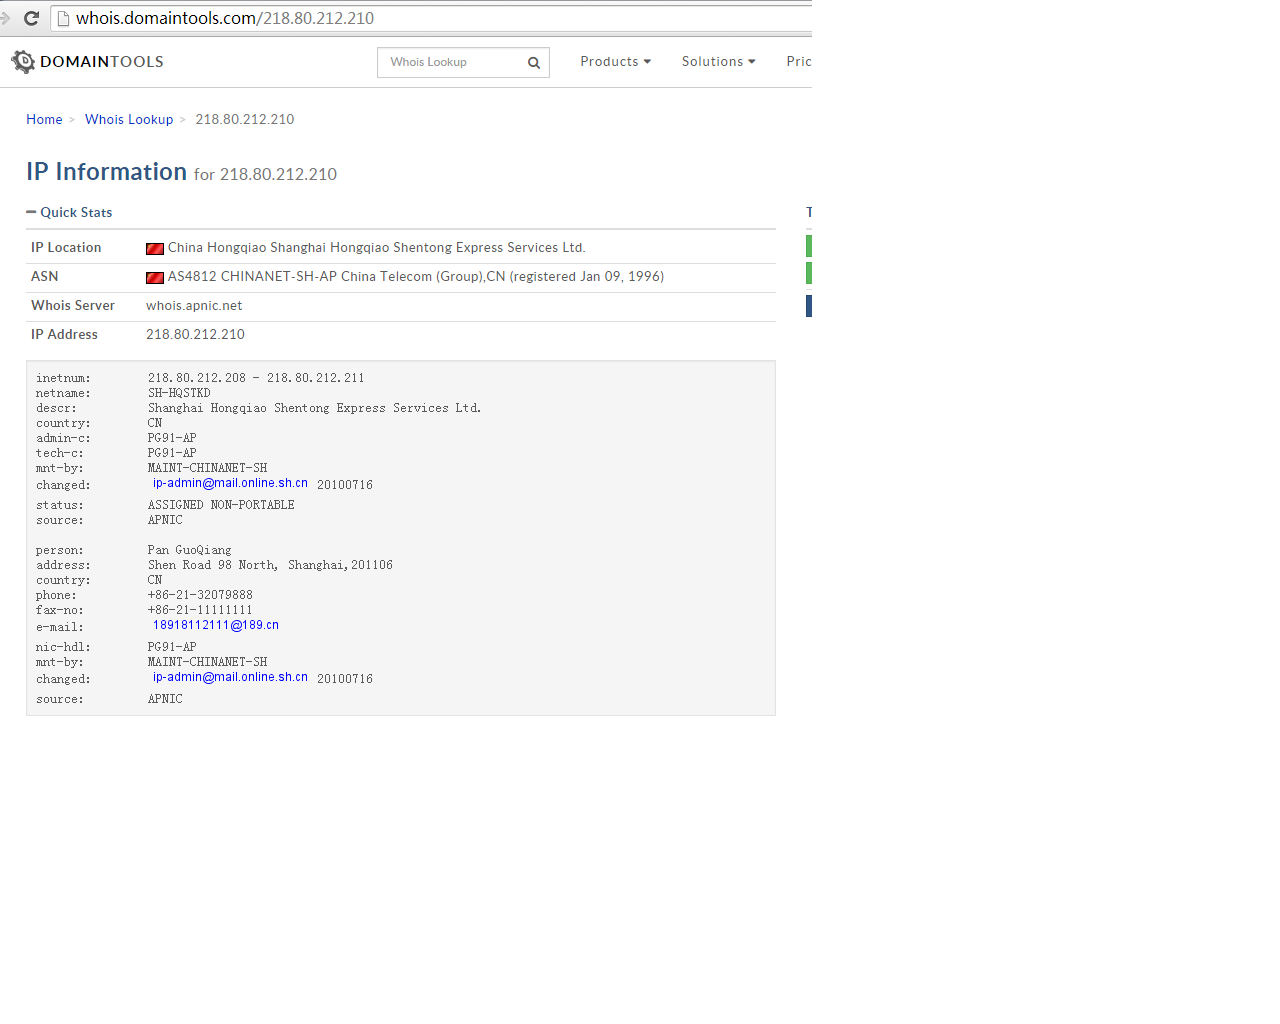 whois.domaintools.com/218.80.212.210
DOMAINTOOLS Whois Lookup Products Solutions Pric
Home > Whois Lookup > 218.80.212.210
IP Information for 218.80.212.210
Quick Stats T
IP Location China Hongqiao Shanghai Hongqiao Shentong Express Services Ltd.
ASN AS4812 CHINANET-SH-AP China Telecom (Group),CN (registered Jan 09, 1996)
Whois Server whois.apnic.net
IP Address 218.80.212.210
inetnum: 218.80.212.208 - 218.80.212.211
netname: SH-HQSTKD
descr: Shanghai Hongqiao Shentong Express Services Ltd.
country: CN
admin-c: PG91-AP
tech-c: PG91-AP
mnt-by: MAINT-CHINANET-SH
changed: ip-admin@mail.online.sh.cn 20100716
status: ASSIGNED NON-PORTABLE
source: APNIC
person: Pan GuoQiang
address: Shen Road 98 North, Shanghai,201106
country: CN
phone: +86-21-32079888
fax-no: +86-21-11111111
e-mail: 18918112111@189.cn
nic-hdl: PG91-AP
mnt-by: MAINT-CHINANET-SH
changed: ip-admin@mail.online.sh.cn 20100716
source: APNIC